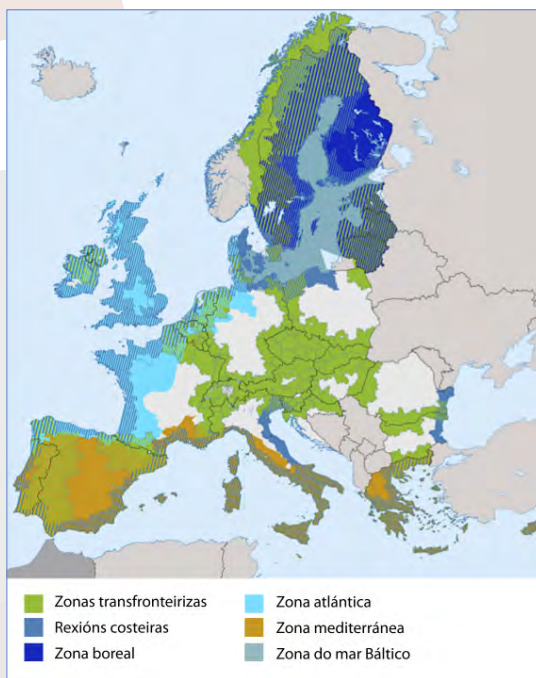 Zonas transfronteirizas
Rexións costeiras
Zona boreal
Zona atlántica
Zona mediterránea
Zona do mar Báltico